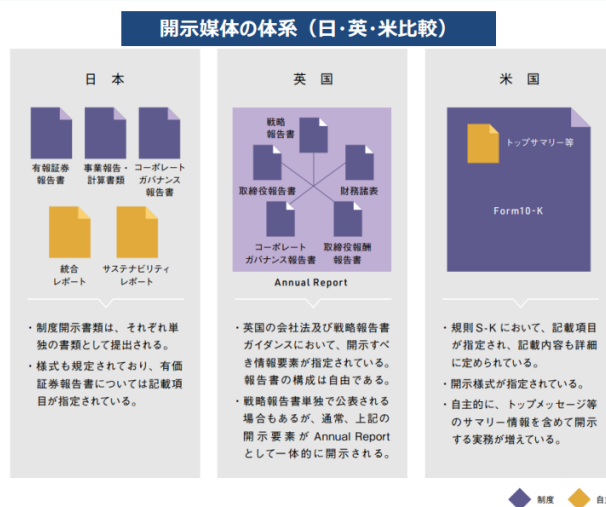 開示媒体の体系（日・英・米比較）
日 本
有報証券
報告書
事業報告・
計算書類
コーポレート
ガバナンス
報告書
統合
レポート
サステナビリティ
レポート
・制度開示書類は、それぞれ単
独の書類として提出される。
・様式も規定されており、有価
証券報告書については記載項
目が指定されている。
英 国
戦略
報告書
取締役報告書
財務諸表
コーポレート
ガバナンス報告書
取締役報酬
報告書
Annual Report
・英国の会社法及び戦略報告書
ガイダンスにおいて、開示すべ
き情報要素が指定されている。
報告書の構成は自由である。
・戦略報告書単独で公表される
場合もあるが、通常、上記の
開示要素が Annual Report
として一体的に開示される。
米 国
トップサマリー等
Form10-K
・規則S-Kにおいて、記載項目
が指定され、記載内容も詳細
に定められている。
・開示様式が指定されている。
・自主的に、トップメッセージ等
のサマリー情報を含めて開示
する実務が増えている。
制度
自